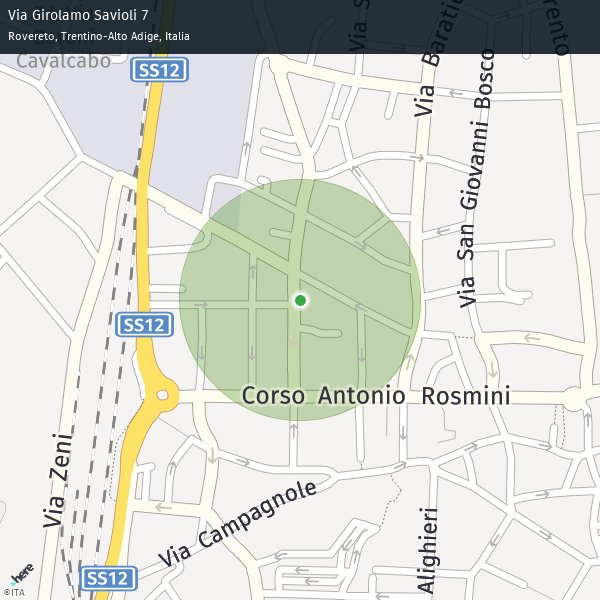 Via Girolamo Savioli 7
Rovereto, Trentino-Alto Adige, Italia
Cavalcabo
SS12
Via S
Via Baratie
Via San Giovanni Bosco
rento
SS12
Corso Antonio Rosmini
Via Zeni
Via Campagnole
Alighieri
SS12
here
©ITA